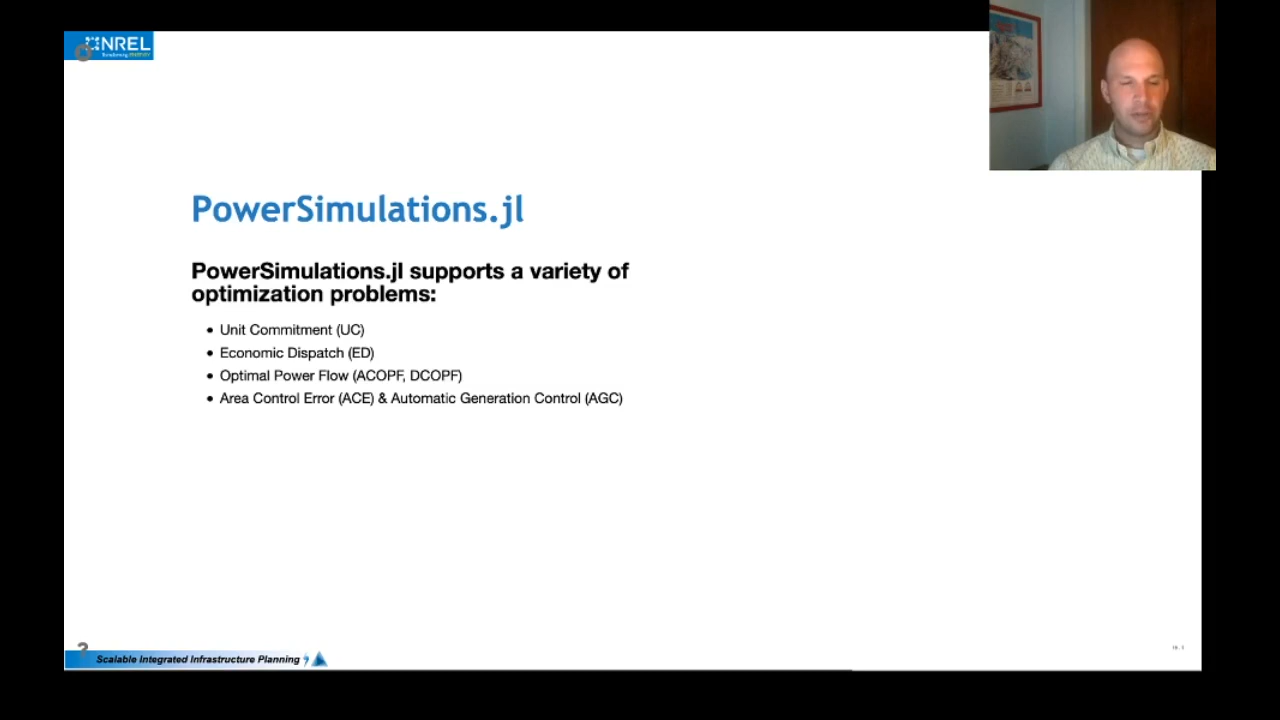 NREL
PowerSimulations.jl
PowerSimulations.jl supports a variety of
optimization problems:
• Unit Commitment (UC)
• Economic Dispatch (ED)
• Optimal Power Flow (ACOPF, DCOPF)
• Area Control Error (ACE) & Automatic Generation Control (AGC)
?
Scalable Integrated Infrastructure Planning